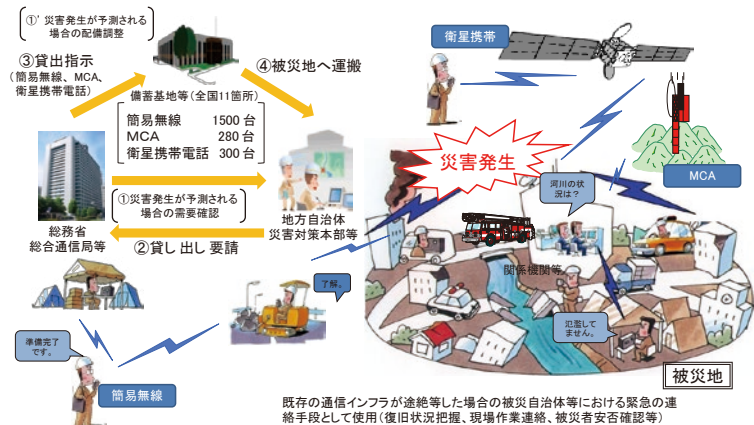 ①’災害発生が予測される
場合の配備調整
③貸出指示
(簡易無線、MCA、
衛星携帯電話)
④被災地へ運搬
備蓄基地等(全国11箇所)
簡易無線 1500台
MCA 280台
衛星携帯電話 300台
①災害発生が予測される
場合の需要確認
総務省
総合通信局等
②貸し出し要請
地方自治体
災害対策本部等
衛星携帯
MCA
災害発生
河川の状
況は?
関係機関等
氾濫して
ません。
了解。
準備完了
です。
簡易無線
被災地
既存の通信インフラが途絶等した場合の被災自治体等における緊急の連
絡手段として使用(復旧状況把握、現場作業連絡、被災者安否確認等)